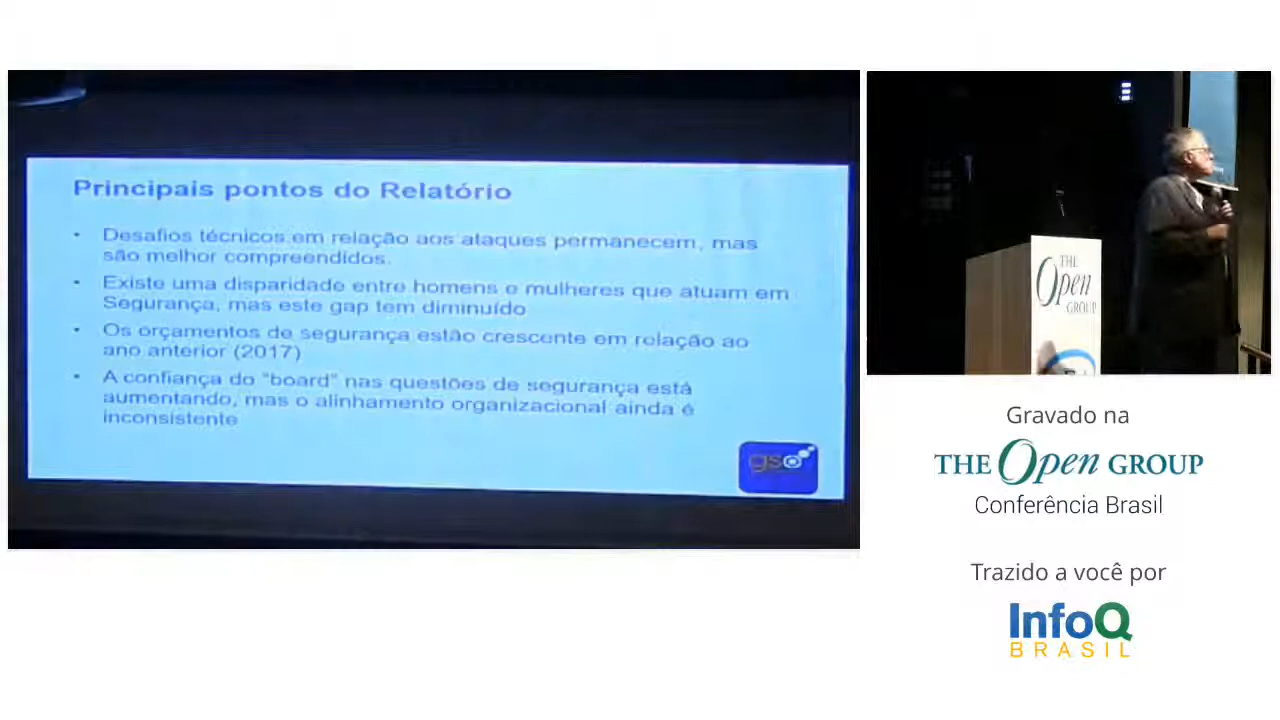 Principais pontos do Relatório
• Desafios técnicos em relação aos ataques permanecem, mas
são melhor compreendidos.
• Existe uma disparidade entre homens e mulheres que atuam em
Segurança, mas este gap tem diminuído
• Os orçamentos de segurança estão crescente em relação ao
ano anterior (2017)
• A confiança do "board" nas questões de segurança está
aumentando, mas o alinhamento organizacional ainda é
inconsistente
gso
THE
Open
GROUP
Gravado na
THE Open GROUP
Conferência Brasil
Trazido a você por
InfoQ
BRASIL